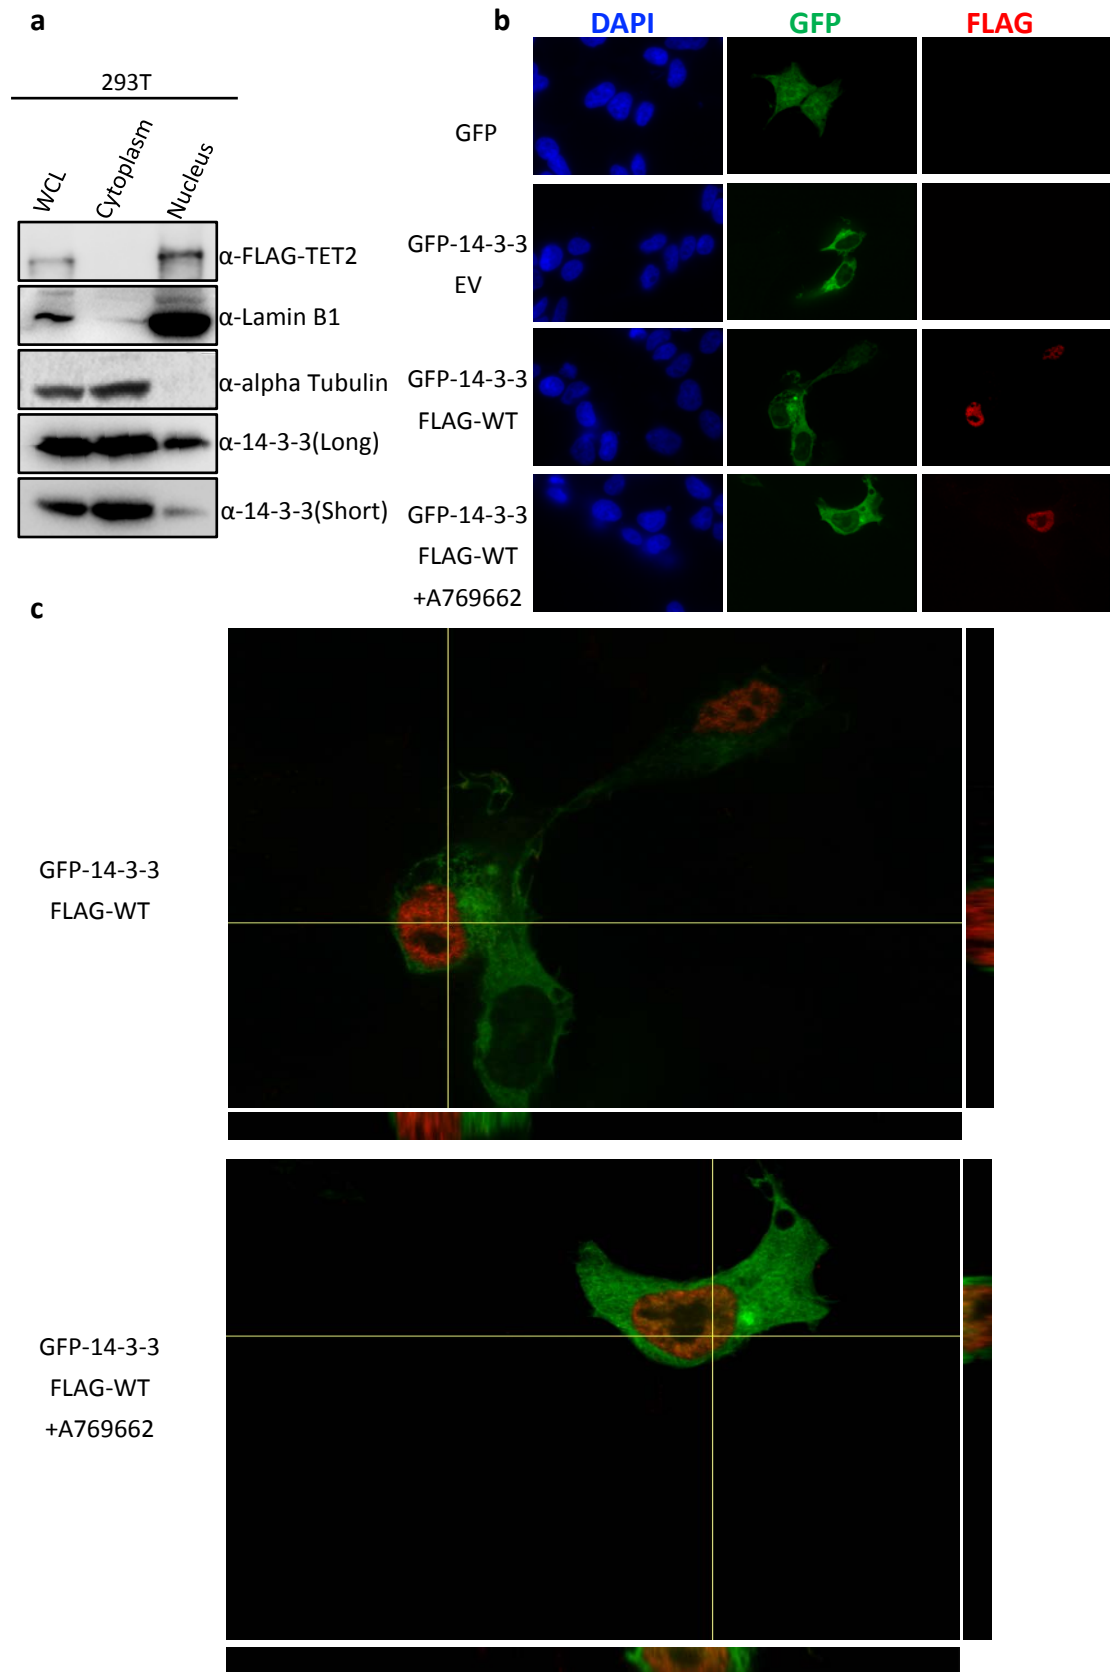 a
293T
WCL
Cytoplasm
Nucleus
α-FLAG-TET2
α-Lamin B1
α-alpha Tubulin
α-14-3-3(Long)
α-14-3-3(Short)
b
DAPI
GFP
FLAG
GFP
GFP-14-3-3
EV
GFP-14-3-3
FLAG-WT
GFP-14-3-3
FLAG-WT
+A769662
c
GFP-14-3-3
FLAG-WT
GFP-14-3-3
FLAG-WT
+A769662